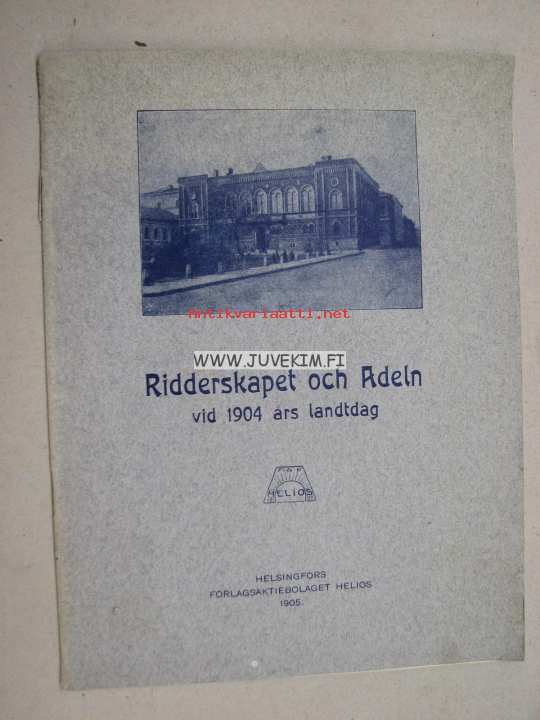 Antikvariaatti.net
WWW.JUVEKIM.FI
Ridderskapet och Adeln
vid 1904 års landtdag
HELIOS
HELSINGFORS
FÖRLAGSAKTIEBOLAGET HELIOS
1905.